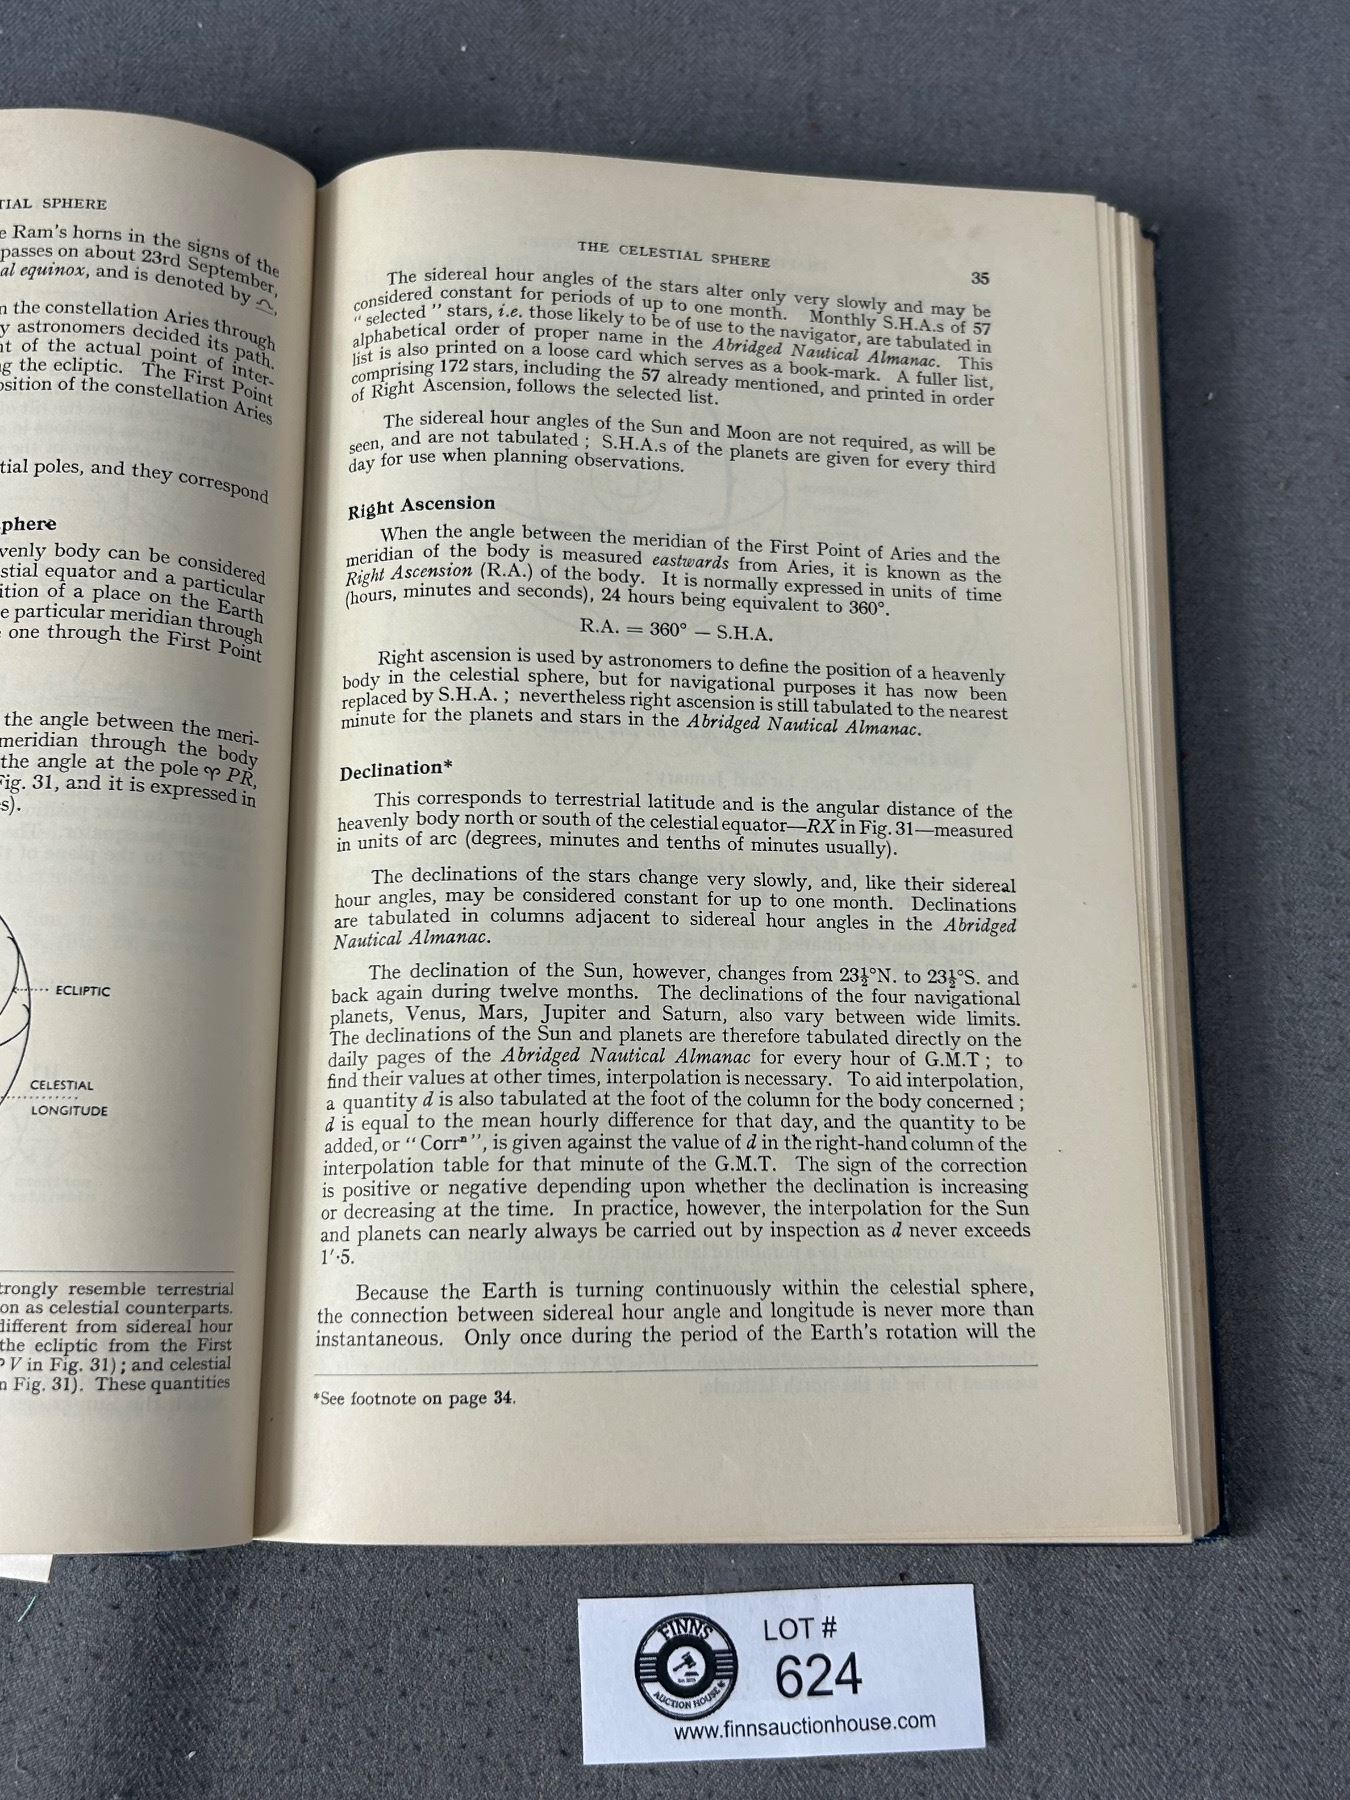 TIAL SPHERE
e Ram's horns in the signs of the
passes on about 23rd September,
al equinox, and is denoted by ♎,
n the constellation Aries through
y astronomers decided its path.
nt of the actual point of inter-
g the ecliptic. The First Point
osition of the constellation Aries
tial poles, and they correspond
phere
venly body can be considered
stial equator and a particular
ition of a place on the Earth
e particular meridian through
one through the First Point
the angle between the meri-
meridian through the body
the angle at the pole ♈ PR,
Fig. 31, and it is expressed in
s).
ECLIPTIC
CELESTIAL
LONGITUDE
trongly resemble terrestrial
on as celestial counterparts.
different from sidereal hour
the ecliptic from the First
V in Fig. 31); and celestial
n Fig. 31). These quantities
THE CELESTIAL SPHERE
35
The sidereal hour angles of the stars alter only very slowly and may be
considered constant for periods of up to one month. Monthly S.H.A.s of 57
"selected" stars, i.e. those likely to be of use to the navigator, are tabulated in
alphabetical order of proper name in the Abridged Nautical Almanac. This
list is also printed on a loose card which serves as a book-mark. A fuller list,
comprising 172 stars, including the 57 already mentioned, and printed in order
of Right Ascension, follows the selected list.
The sidereal hour angles of the Sun and Moon are not required, as will be
seen, and are not tabulated; S.H.A.s of the planets are given for every third
day for use when planning observations.
Right Ascension
When the angle between the meridian of the First Point of Aries and the
meridian of the body is measured eastwards from Aries, it is known as the
Right Ascension (R.A.) of the body. It is normally expressed in units of time
(hours, minutes and seconds), 24 hours being equivalent to 360°.
R.A. = 360° − S.H.A.
Right ascension is used by astronomers to define the position of a heavenly
body in the celestial sphere, but for navigational purposes it has now been
replaced by S.H.A.; nevertheless right ascension is still tabulated to the nearest
minute for the planets and stars in the Abridged Nautical Almanac.
Declination*
This corresponds to terrestrial latitude and is the angular distance of the
heavenly body north or south of the celestial equator—RX in Fig. 31—measured
in units of arc (degrees, minutes and tenths of minutes usually).
The declinations of the stars change very slowly, and, like their sidereal
hour angles, may be considered constant for up to one month. Declinations
are tabulated in columns adjacent to sidereal hour angles in the Abridged
Nautical Almanac.
The declination of the Sun, however, changes from 23½°N. to 23½°S. and
back again during twelve months. The declinations of the four navigational
planets, Venus, Mars, Jupiter and Saturn, also vary between wide limits.
The declinations of the Sun and planets are therefore tabulated directly on the
daily pages of the Abridged Nautical Almanac for every hour of G.M.T; to
find their values at other times, interpolation is necessary. To aid interpolation,
a quantity d is also tabulated at the foot of the column for the body concerned;
d is equal to the mean hourly difference for that day, and the quantity to be
added, or "Corrⁿ", is given against the value of d in the right-hand column of the
interpolation table for that minute of the G.M.T. The sign of the correction
is positive or negative depending upon whether the declination is increasing
or decreasing at the time. In practice, however, the interpolation for the Sun
and planets can nearly always be carried out by inspection as d never exceeds
1'·5.
Because the Earth is turning continuously within the celestial sphere,
the connection between sidereal hour angle and longitude is never more than
instantaneous. Only once during the period of the Earth's rotation will the
*See footnote on page 34.
FINNS
AUCTION HOUSE
LOT #
624
www.finnsauctionhouse.com